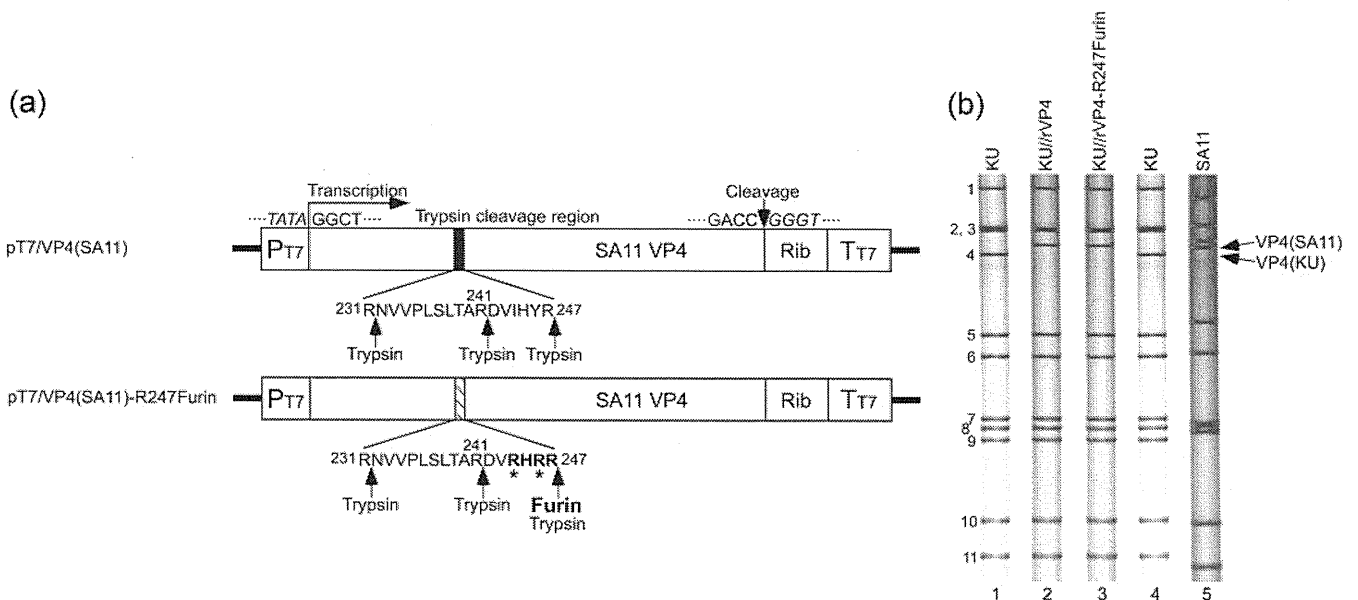 (a)
Transcription
TATA GGCT
Trypsin cleavage region
Cleavage
GACC GGGT
pT7/VP4(SA11)
PT7
SA11 VP4
Rib
TT7
241
231 RNVVPLSLTARDVIHYR 247
Trypsin
Trypsin
Trypsin
pT7/VP4(SA11)-R247Furin
PT7
SA11 VP4
Rib
TT7
241
231 RNVVPLSLTARDVRHRR 247
* *
Trypsin
Trypsin
Furin
Trypsin
(b)
KU
KU//rVP4
KU//rVP4-R247Furin
KU
SA11
1
2, 3
4
5
6
7
8
9
10
11
VP4(SA11)
VP4(KU)
1 2 3 4 5